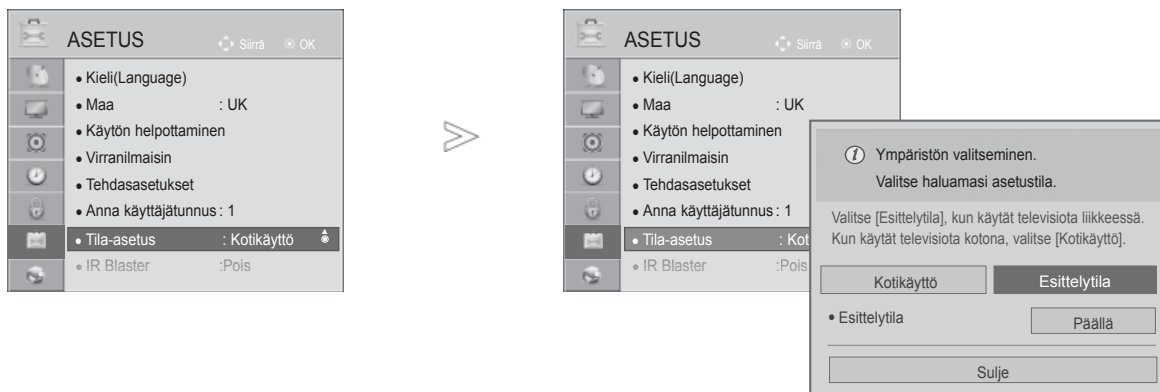 ASETUS
Siirrä OK
• Kieli(Language)
• Maa : UK
• Käytön helpottaminen
• Virranilmaisin
• Tehdasasetukset
• Anna käyttäjätunnus : 1
• Tila-asetus : Kotikäyttö
• IR Blaster :Pois
ASETUS
Siirrä OK
• Kieli(Language)
• Maa : UK
• Käytön helpottaminen
• Virranilmaisin
• Tehdasasetukset
• Anna käyttäjätunnus : 1
• Tila-asetus : Kot
• IR Blaster :Pois
Ympäristön valitseminen.
Valitse haluamasi asetustila.
Valitse [Esittelytila], kun käytät televisiota liikkeessä.
Kun käytät televisiota kotona, valitse [Kotikäyttö].
Kotikäyttö Esittelytila
• Esittelytila Päällä
Sulje